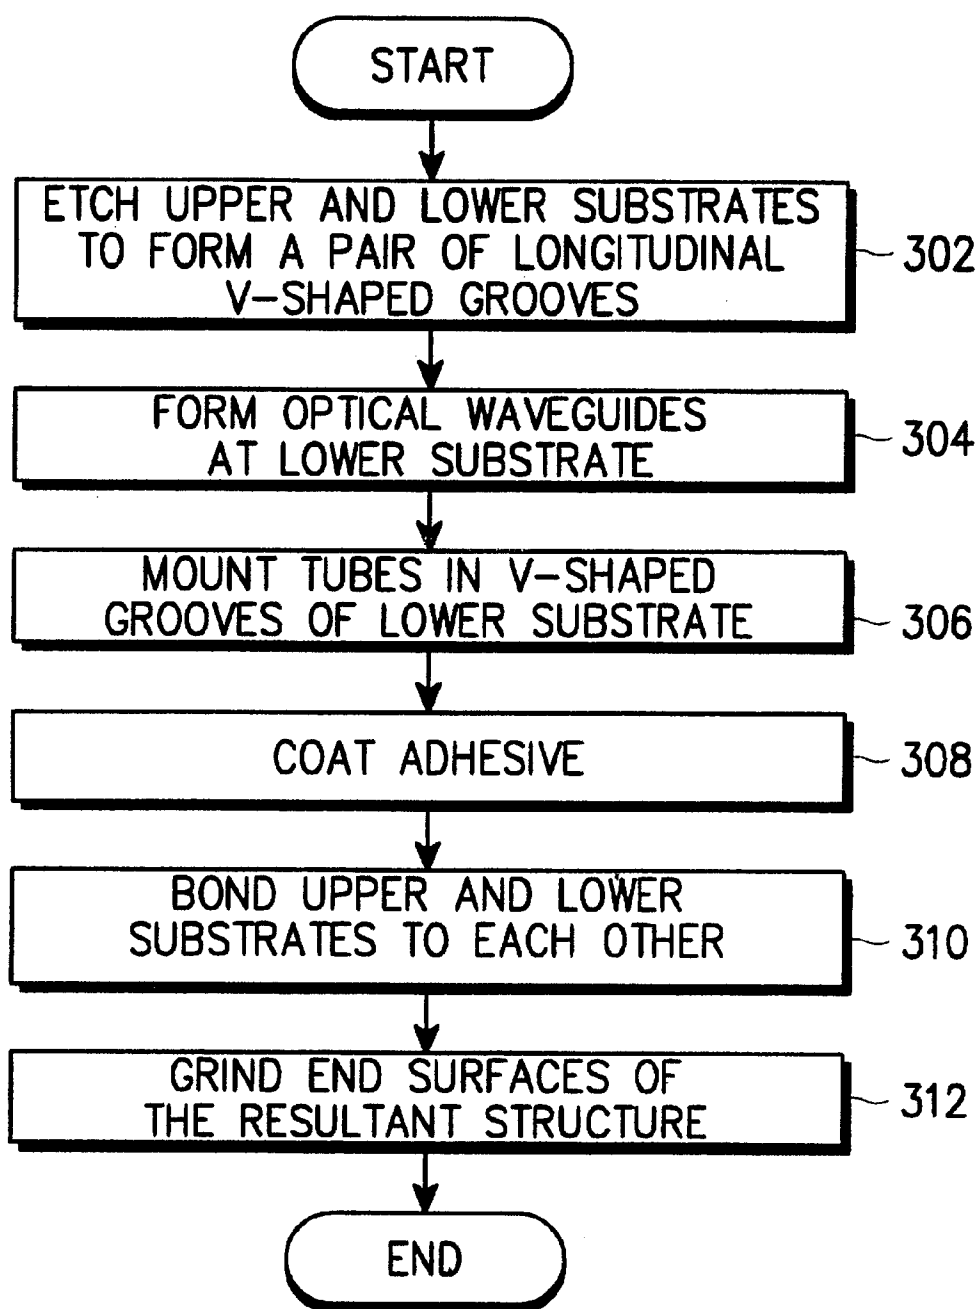 START
ETCH UPPER AND LOWER SUBSTRATES
TO FORM A PAIR OF LONGITUDINAL
V-SHAPED GROOVES
302
FORM OPTICAL WAVEGUIDES
AT LOWER SUBSTRATE
304
MOUNT TUBES IN V-SHAPED
GROOVES OF LOWER SUBSTRATE
306
COAT ADHESIVE
308
BOND UPPER AND LOWER
SUBSTRATES TO EACH OTHER
310
GRIND END SURFACES OF
THE RESULTANT STRUCTURE
312
END